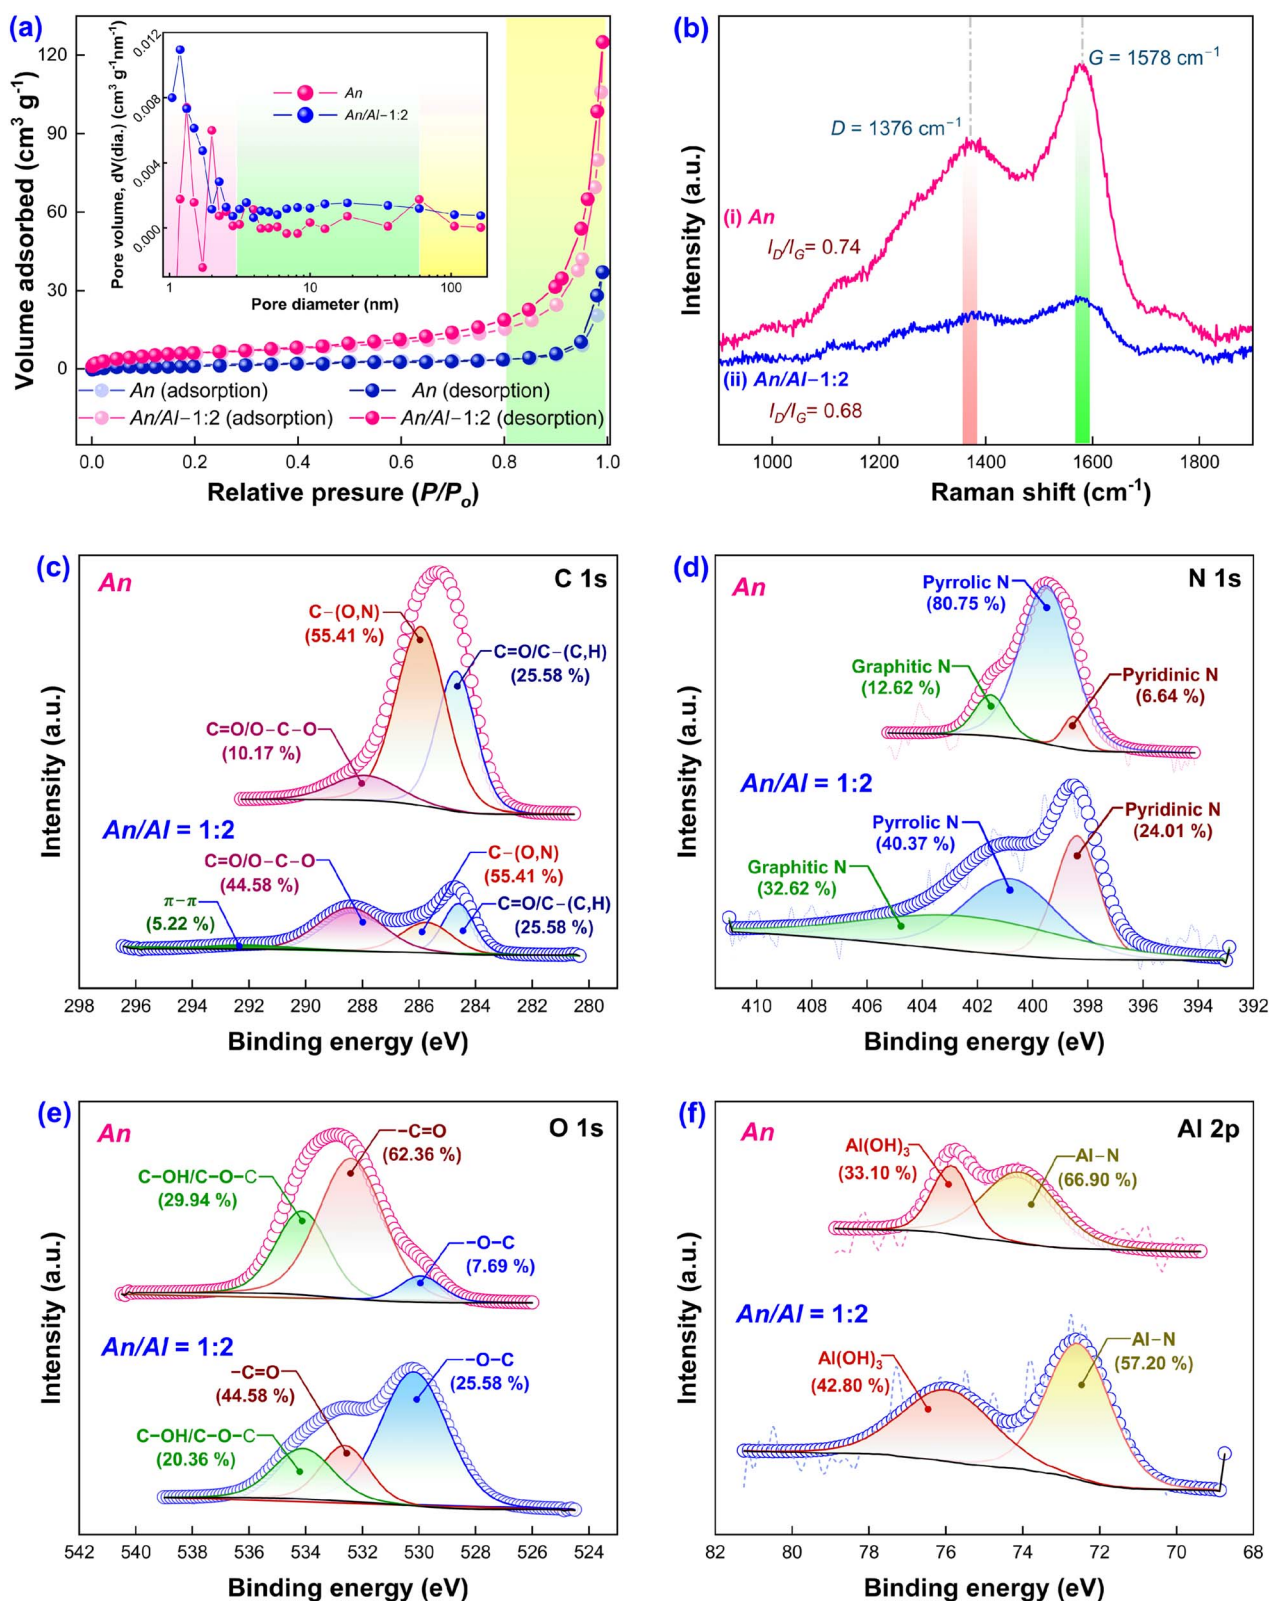 (a)
Volume adsorbed (cm³ g⁻¹)
120
90
60
30
0
Pore volume, dV(dia.) (cm³ g⁻¹nm⁻¹)
0.012
0.008
0.004
0.000
An
An/Al−1:2
1
10
100
Pore diameter (nm)
An (adsorption)
An (desorption)
An/Al−1:2 (adsorption)
An/Al−1:2 (desorption)
0.0
0.2
0.4
0.6
0.8
1.0
Relative presure (P/Pₒ)
(b)
Intensity (a.u.)
G = 1578 cm⁻¹
D = 1376 cm⁻¹
(i) An
I_D/I_G= 0.74
(ii) An/Al−1:2
I_D/I_G= 0.68
1000
1200
1400
1600
1800
Raman shift (cm⁻¹)
(c)
An
C 1s
Intensity (a.u.)
C−(O,N)
(55.41 %)
C=O/C−(C,H)
(25.58 %)
C=O/O−C−O
(10.17 %)
An/Al = 1:2
C=O/O−C−O
(44.58 %)
C−(O,N)
(55.41 %)
π−π
(5.22 %)
C=O/C−(C,H)
(25.58 %)
298 296 294 292 290 288 286 284 282 280
Binding energy (eV)
(d)
An
N 1s
Intensity (a.u.)
Pyrrolic N
(80.75 %)
Graphitic N
(12.62 %)
Pyridinic N
(6.64 %)
An/Al = 1:2
Pyrrolic N
(40.37 %)
Pyridinic N
(24.01 %)
Graphitic N
(32.62 %)
410 408 406 404 402 400 398 396 394 392
Binding energy (eV)
(e)
An
O 1s
Intensity (a.u.)
−C=O
(62.36 %)
C−OH/C−O−C
(29.94 %)
−O−C
(7.69 %)
An/Al = 1:2
−C=O
(44.58 %)
−O−C
(25.58 %)
C−OH/C−O−C
(20.36 %)
542 540 538 536 534 532 530 528 526 524
Binding energy (eV)
(f)
An
Al 2p
Intensity (a.u.)
Al(OH)₃
(33.10 %)
Al−N
(66.90 %)
An/Al = 1:2
Al(OH)₃
(42.80 %)
Al−N
(57.20 %)
82 80 78 76 74 72 70 68
Binding energy (eV)